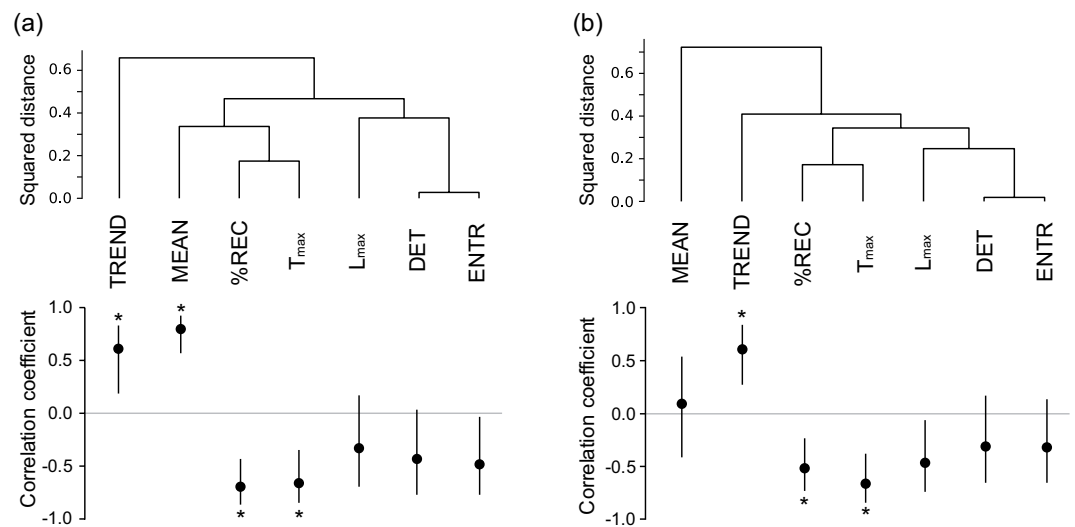 (a)
Squared distance
0.6
0.4
0.2
0.0
TREND
MEAN
%REC
Tmax
Lmax
DET
ENTR
Correlation coefficient
1.0
0.5
0.0
-0.5
-1.0
*
*
*
*
(b)
Squared distance
0.6
0.4
0.2
0.0
MEAN
TREND
%REC
Tmax
Lmax
DET
ENTR
Correlation coefficient
1.0
0.5
0.0
-0.5
-1.0
*
*
*